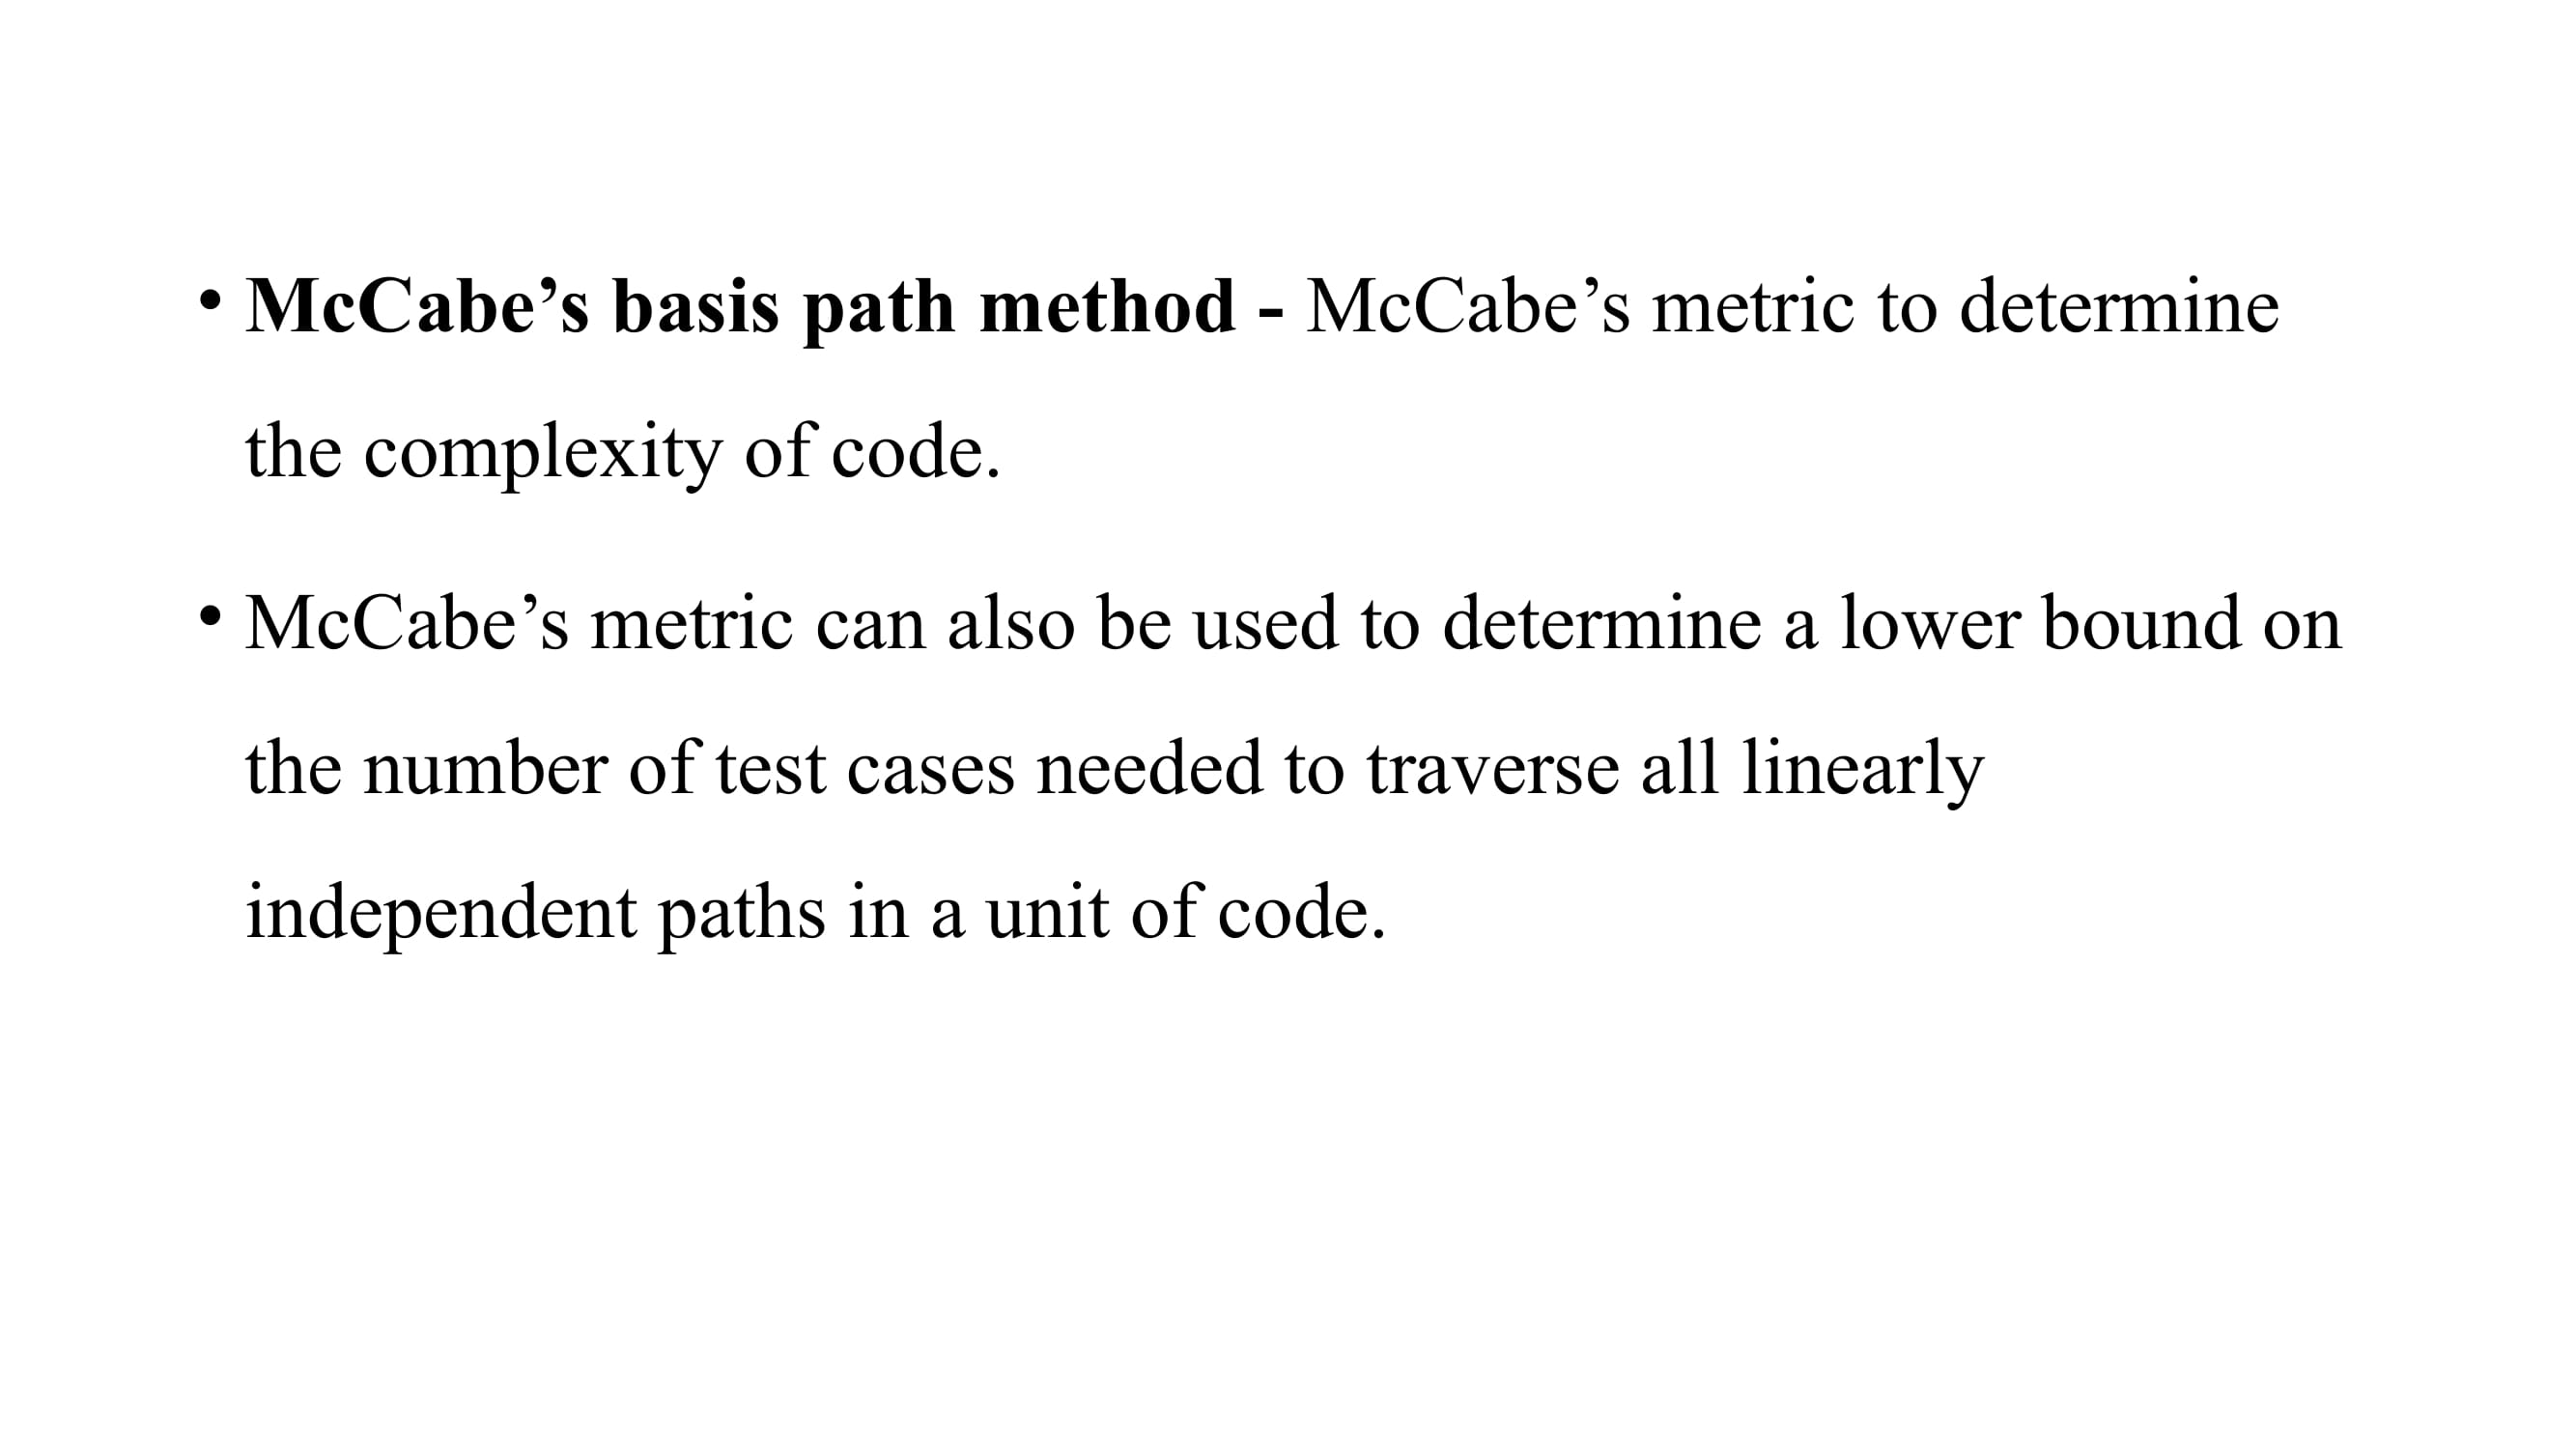 • McCabe’s basis path method - McCabe’s metric to determine
the complexity of code.
• McCabe’s metric can also be used to determine a lower bound on
the number of test cases needed to traverse all linearly
independent paths in a unit of code.